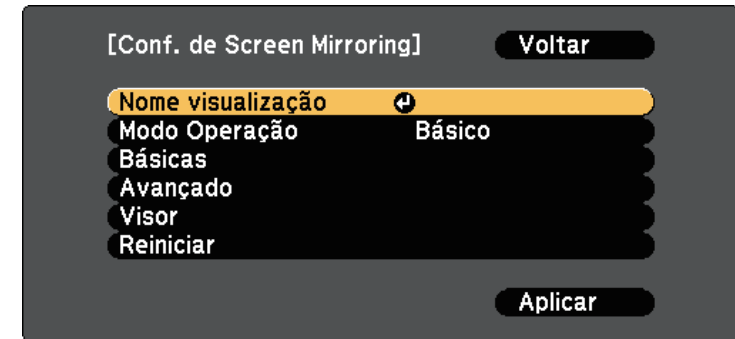 [Conf. de Screen Mirroring] Voltar
Nome visualização
Modo Operação Básico
Básicas
Avançado
Visor
Reiniciar
Aplicar